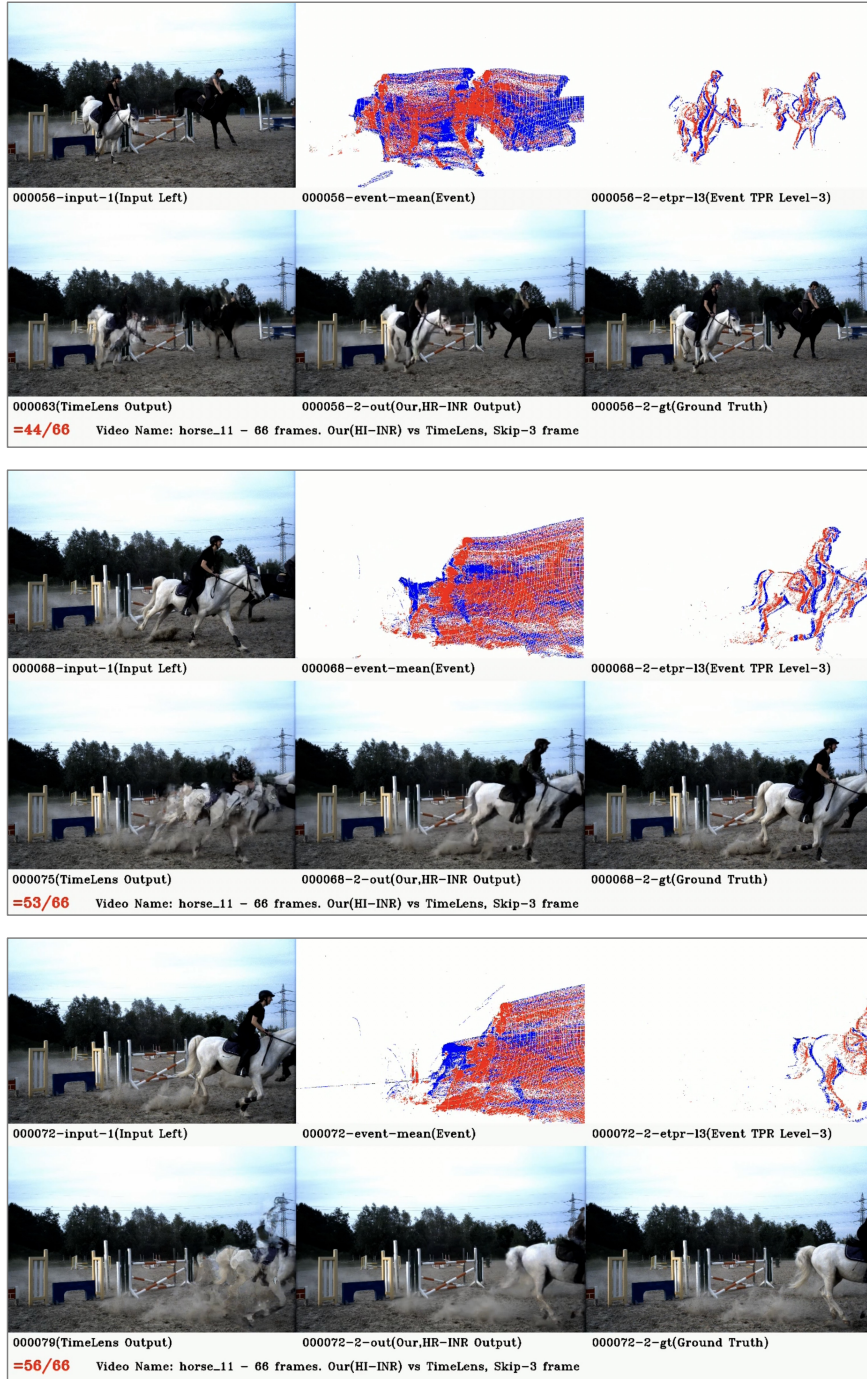 000056-input-1(Input Left)
000056-event-mean(Event)
000056-2-etpr-l3(Event TPR Level-3)
000063(TimeLens Output)
000056-2-out(Our,HR-INR Output)
000056-2-gt(Ground Truth)
=44/66 Video Name: horse_11 - 66 frames. Our(HI-INR) vs TimeLens, Skip-3 frame
000068-input-1(Input Left)
000068-event-mean(Event)
000068-2-etpr-l3(Event TPR Level-3)
000075(TimeLens Output)
000068-2-out(Our,HR-INR Output)
000068-2-gt(Ground Truth)
=53/66 Video Name: horse_11 - 66 frames. Our(HI-INR) vs TimeLens, Skip-3 frame
000072-input-1(Input Left)
000072-event-mean(Event)
000072-2-etpr-l3(Event TPR Level-3)
000079(TimeLens Output)
000072-2-out(Our,HR-INR Output)
000072-2-gt(Ground Truth)
=56/66 Video Name: horse_11 - 66 frames. Our(HI-INR) vs TimeLens, Skip-3 frame